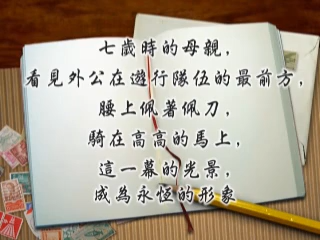 七歲時的母親，
看見外公在遊行隊伍的最前方，
腰上佩著佩刀，
騎在高高的馬上，
這一幕的光景，
成為永恆的形象